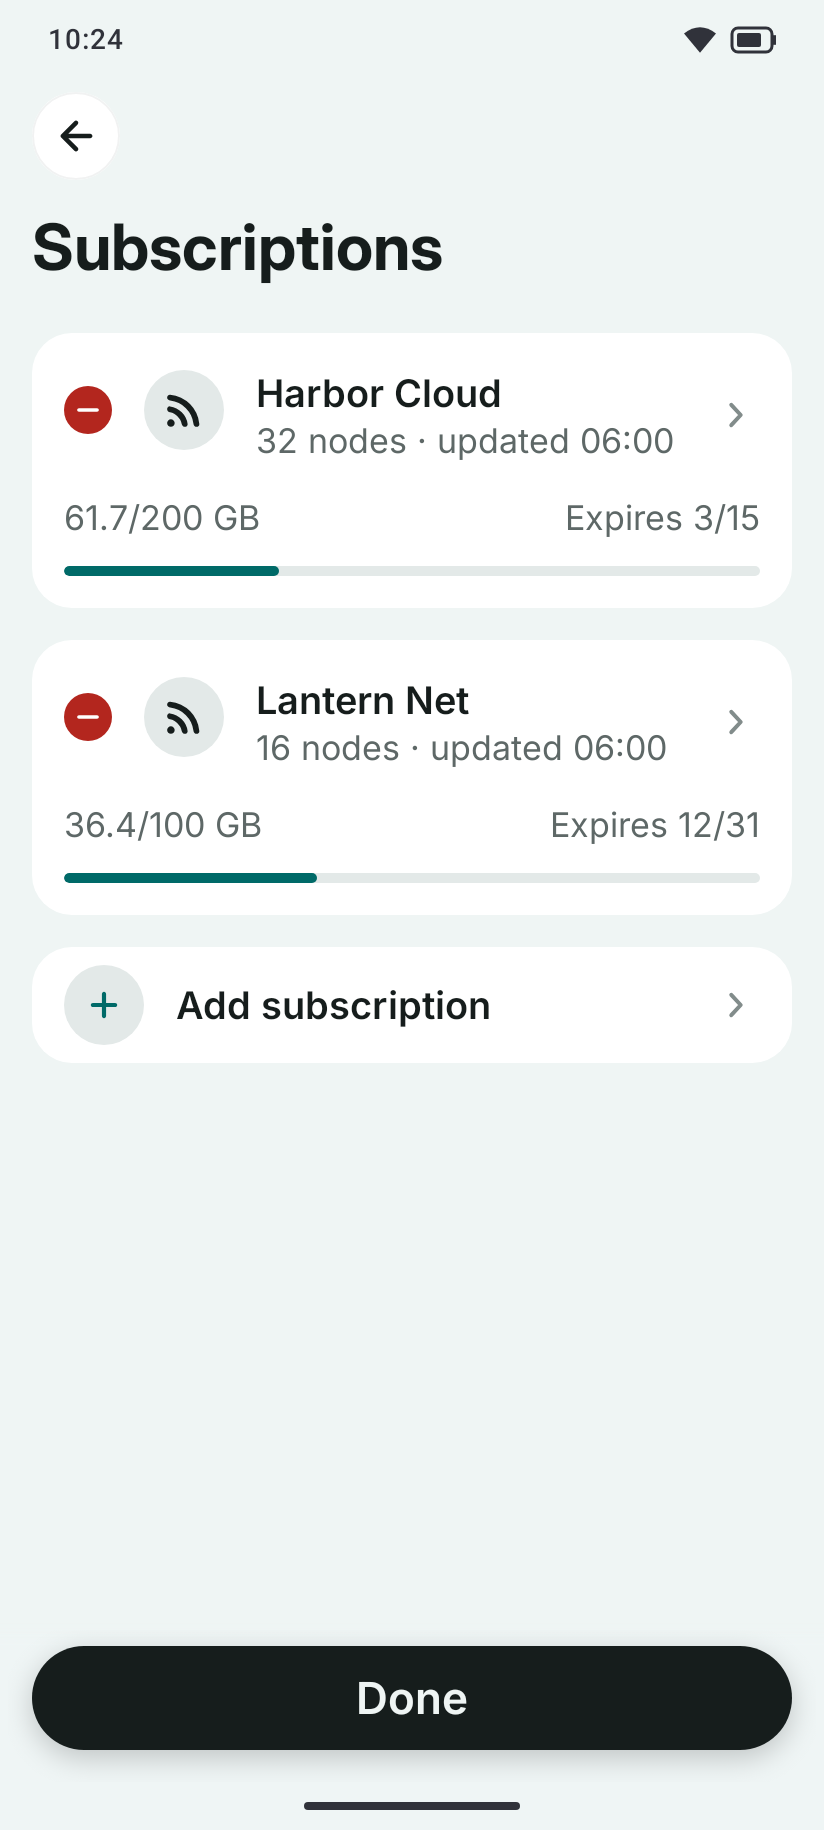 10:24
Subscriptions
Harbor Cloud
32 nodes · updated 06:00
61.7/200 GB
Expires 3/15
Lantern Net
16 nodes · updated 06:00
36.4/100 GB
Expires 12/31
Add subscription
Done